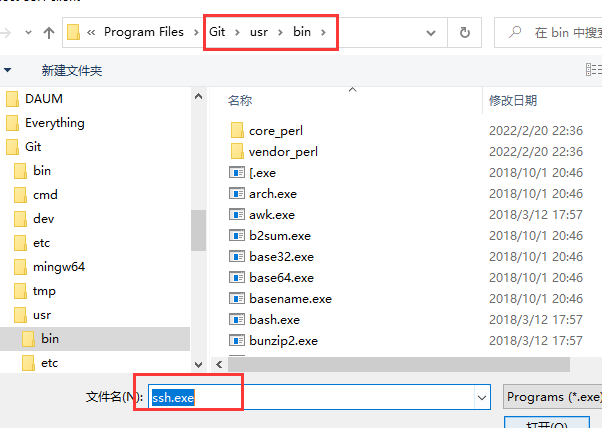 Program Files > Git > usr > bin >
在 bin 中搜索
新建文件夹
DAUM
Everything
Git
bin
cmd
dev
etc
mingw64
tmp
usr
bin
etc
名称 修改日期
core_perl 2022/2/20 22:36
vendor_perl 2022/2/20 22:36
[.exe 2018/10/1 20:46
arch.exe 2018/10/1 20:46
awk.exe 2018/3/12 17:57
b2sum.exe 2018/10/1 20:46
base32.exe 2018/10/1 20:46
base64.exe 2018/10/1 20:46
basename.exe 2018/10/1 20:46
bash.exe 2018/3/12 17:57
bunzip2.exe 2018/3/12 17:57
文件名(N): ssh.exe Programs (*.exe)
打开(O)